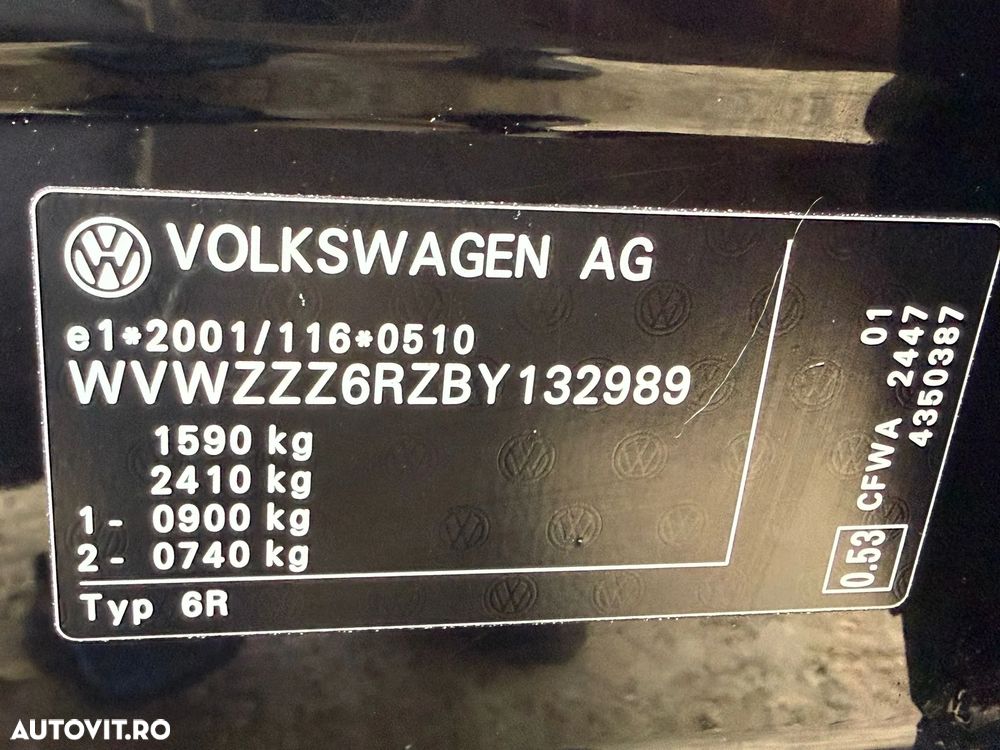 VOLKSWAGEN AG
e1*2001/116*0510
WVWZZZ6RZBY132989
1590 kg
2410 kg
1- 0900 kg
2- 0740 kg
Typ 6R
01
CFWA 2447
4350387
0.53
AUTOVIT.RO